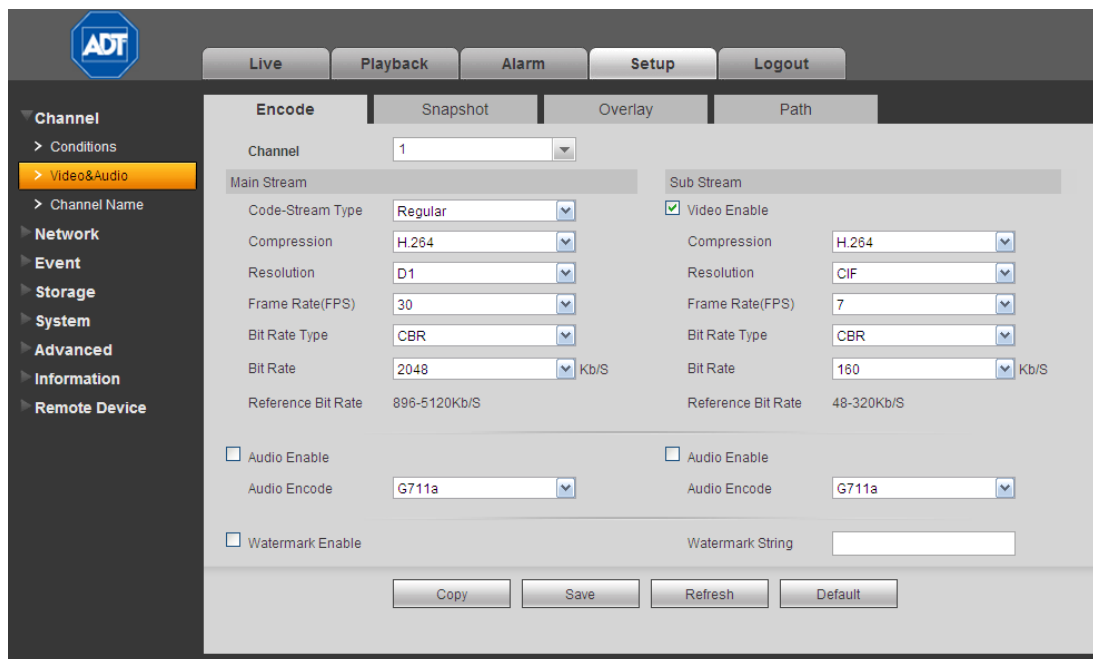 ADT
Live Playback Alarm Setup Logout
Channel
Conditions
Video&Audio
Channel Name
Network
Event
Storage
System
Advanced
Information
Remote Device
Encode Snapshot Overlay Path
Channel 1
Main Stream Sub Stream
Code-Stream Type Regular Video Enable
Compression H.264 Compression H.264
Resolution D1 Resolution CIF
Frame Rate(FPS) 30 Frame Rate(FPS) 7
Bit Rate Type CBR Bit Rate Type CBR
Bit Rate 2048 Kb/S Bit Rate 160 Kb/S
Reference Bit Rate 896-5120Kb/S Reference Bit Rate 48-320Kb/S
Audio Enable Audio Enable
Audio Encode G711a Audio Encode G711a
Watermark Enable Watermark String
Copy Save Refresh Default